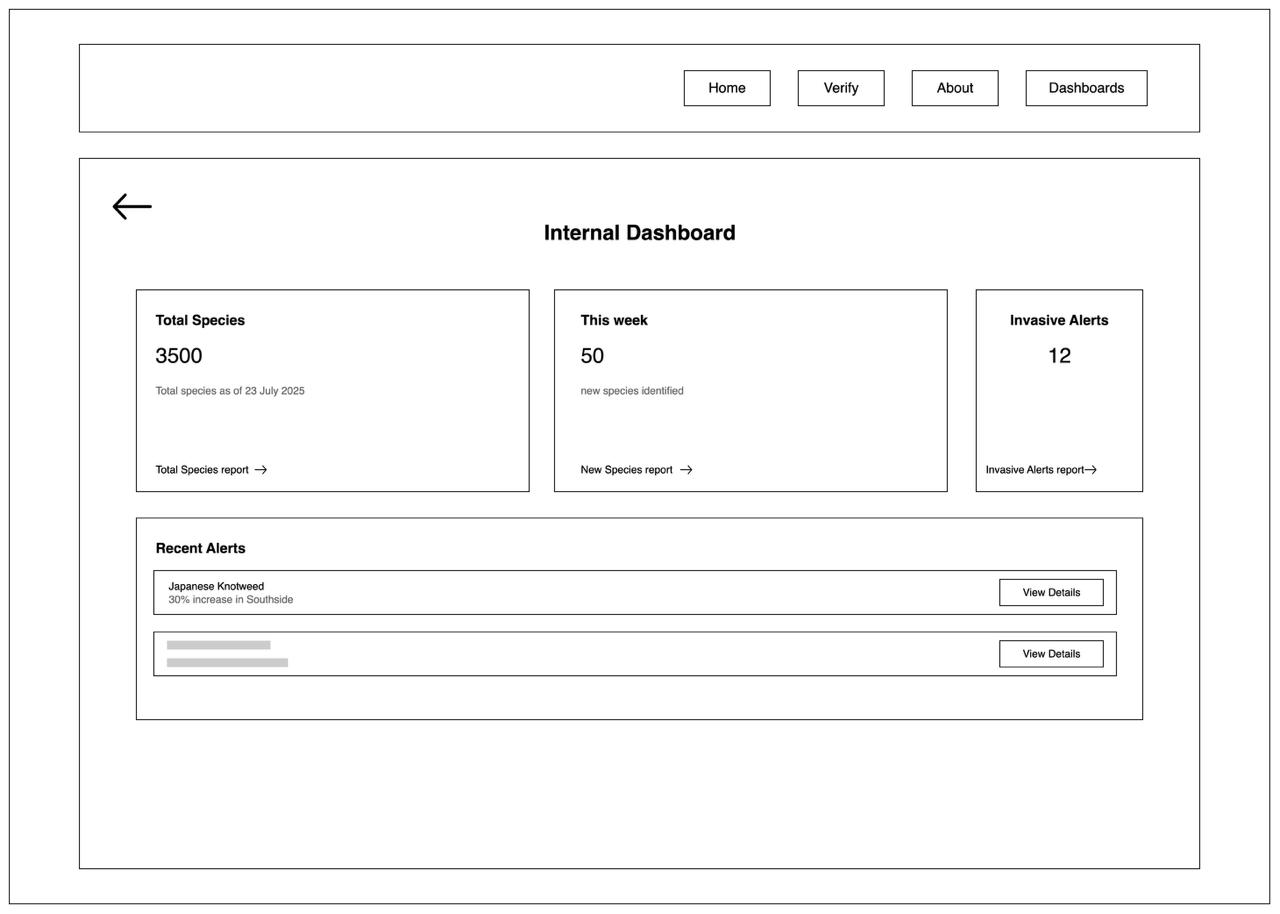 Home
Verify
About
Dashboards
Internal Dashboard
Total Species
3500
Total species as of 23 July 2025
Total Species report
This week
50
new species identified
New Species report
Invasive Alerts
12
Invasive Alerts report
Recent Alerts
Japanese Knotweed
30% increase in Southside
View Details
View Details